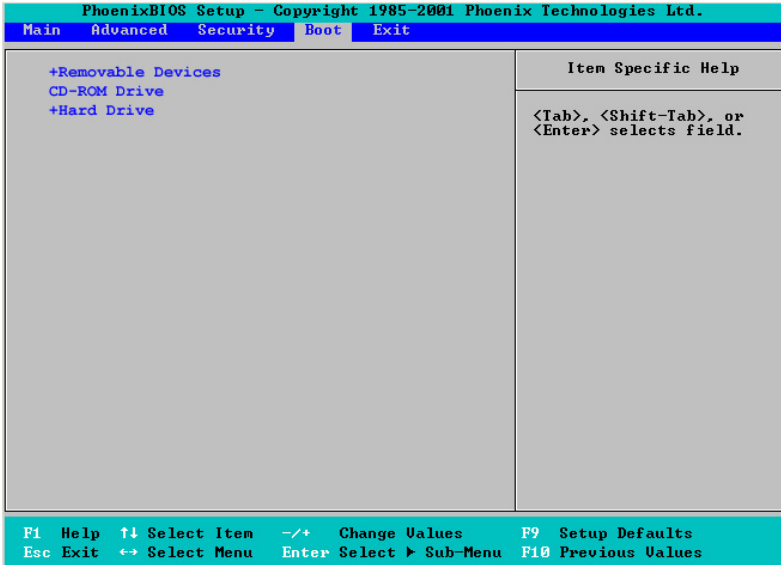 PhoenixBIOS Setup - Copyright 1985-2001 Phoenix Technologies Ltd.
Main Advanced Security Boot Exit
+Removable Devices
CD-ROM Drive
+Hard Drive
Item Specific Help
<Tab>, <Shift-Tab>, or
<Enter> selects field.
F1 Help ↑↓ Select Item -/+ Change Values F9 Setup Defaults
Esc Exit ↔ Select Menu Enter Select ▶ Sub-Menu F10 Previous Values